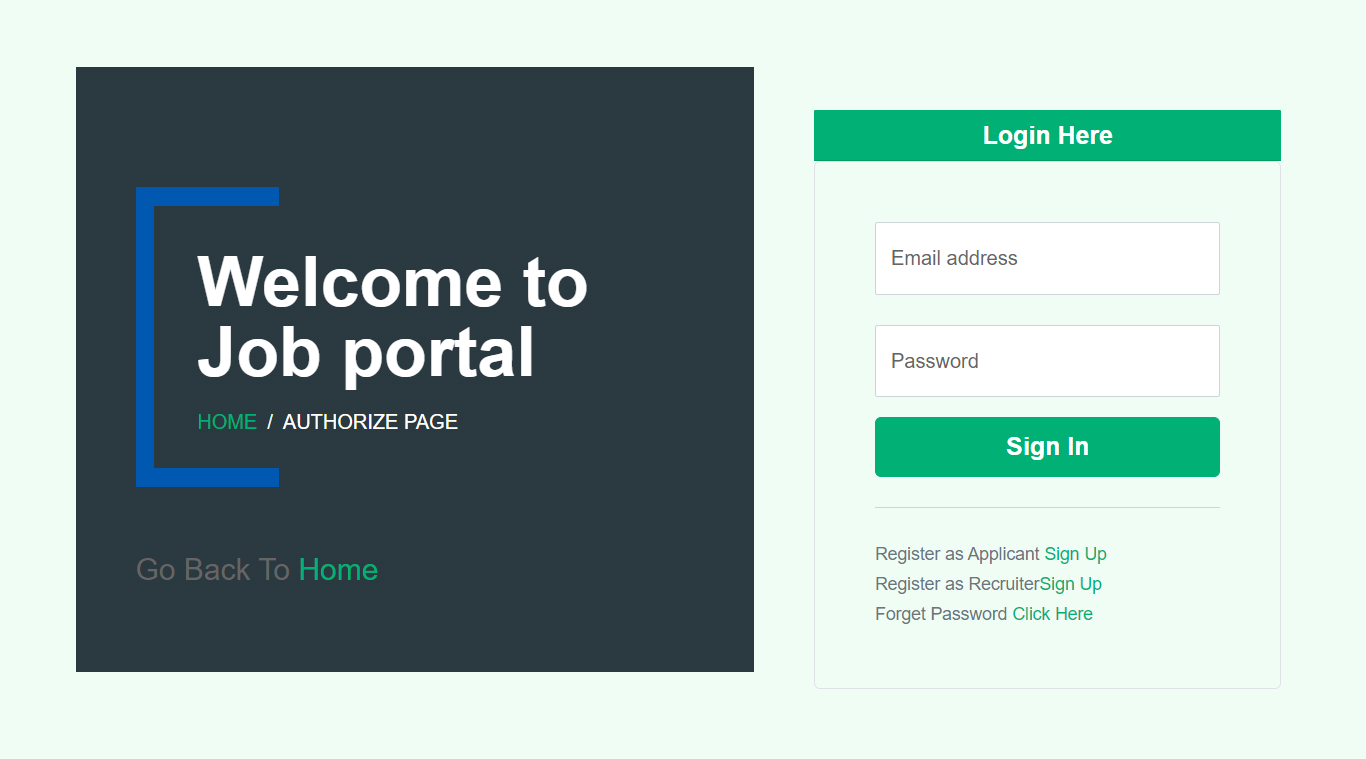 Welcome to
Job portal
HOME / AUTHORIZE PAGE
Go Back To Home
Login Here
Email address
Password
Sign In
Register as Applicant Sign Up
Register as RecruiterSign Up
Forget Password Click Here